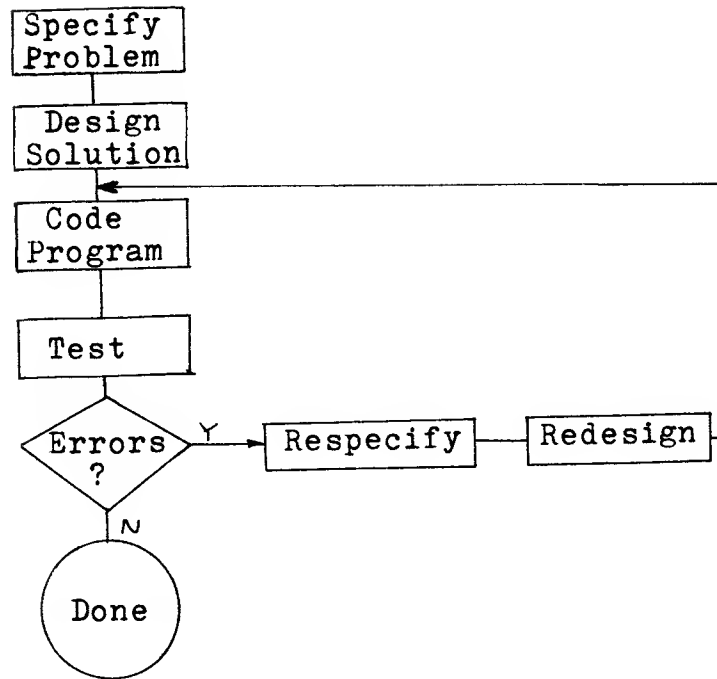 Specify
Problem
Design
Solution
Code
Program
Test
Errors
?
Y
Respecify
Redesign
N
Done